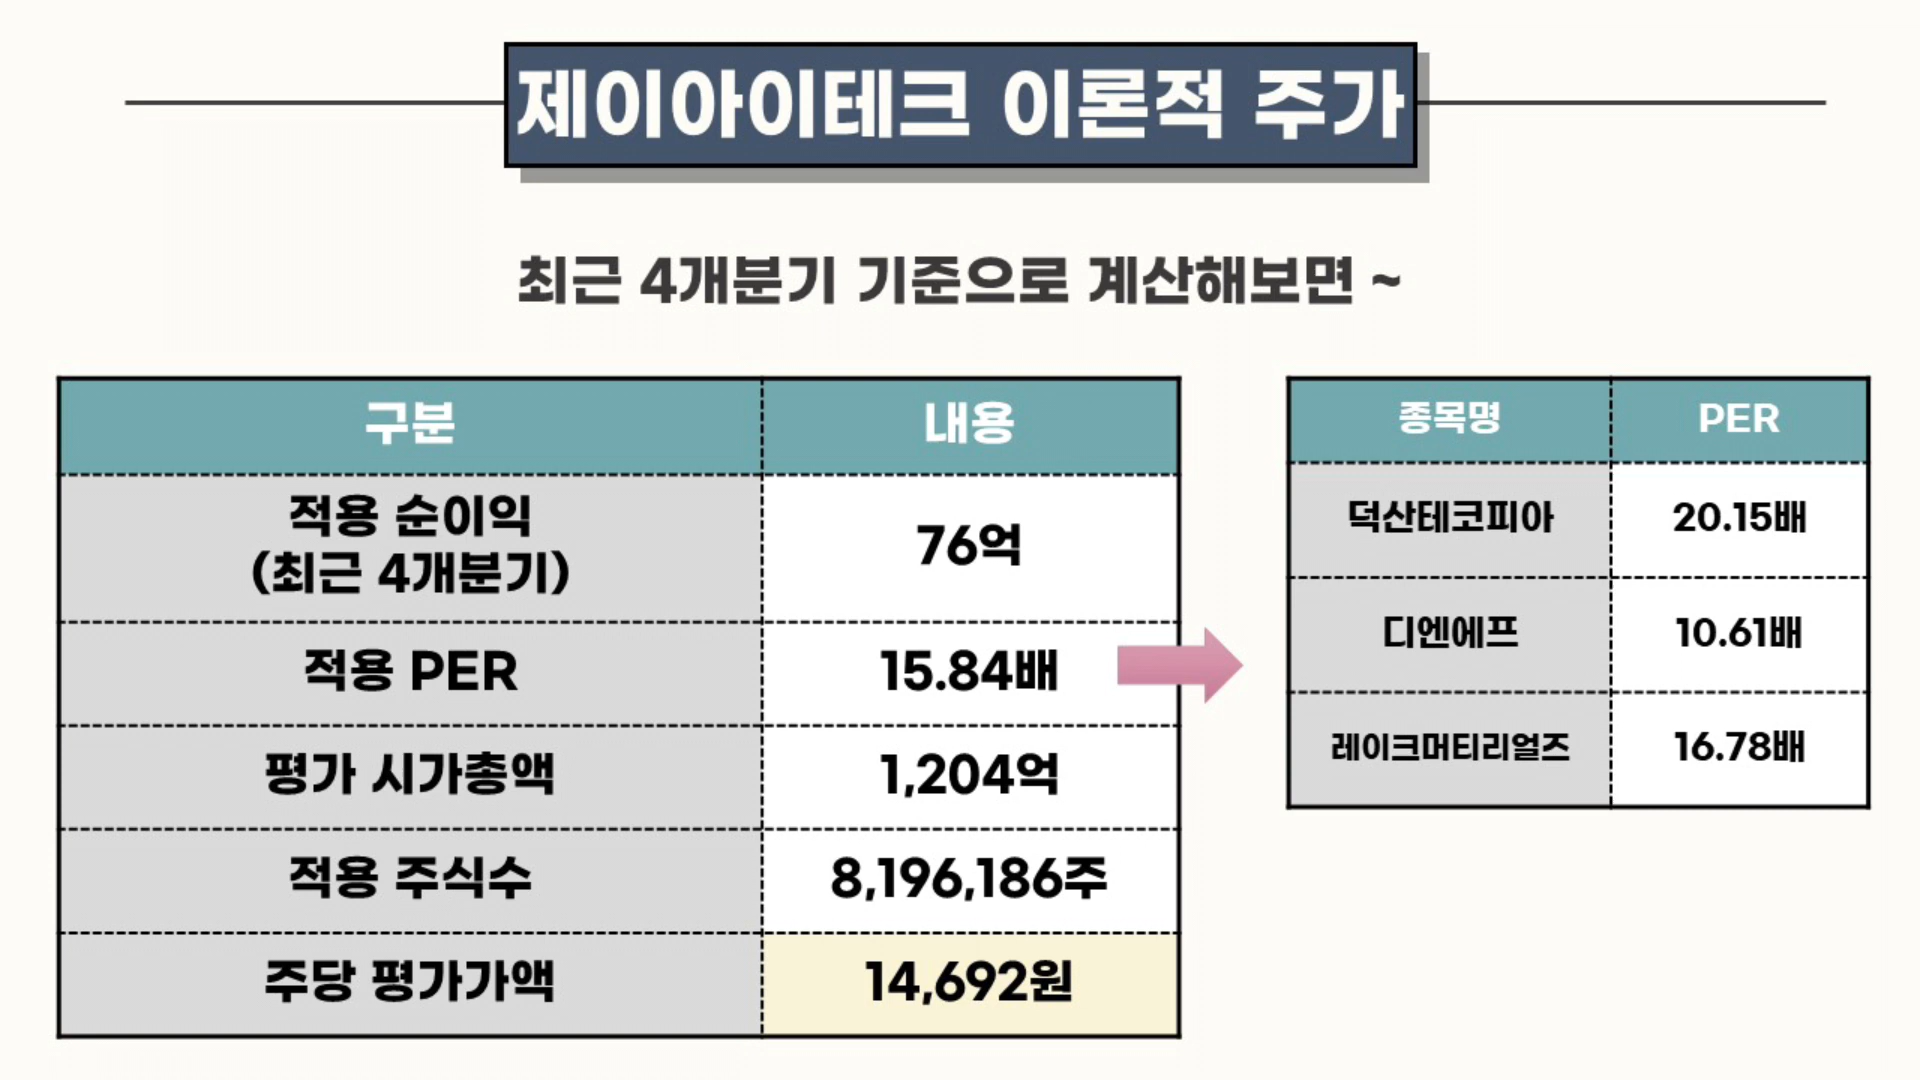 제이아이테크 이론적 주가
최근 4개분기 기준으로 계산해보면 ~
구분 내용
적용 순이익
(최근 4개분기) 76억
적용 PER 15.84배
평가 시가총액 1,204억
적용 주식수 8,196,186주
주당 평가가액 14,692원
종목명 PER
덕산테코피아 20.15배
디엔에프 10.61배
레이크머티리얼즈 16.78배